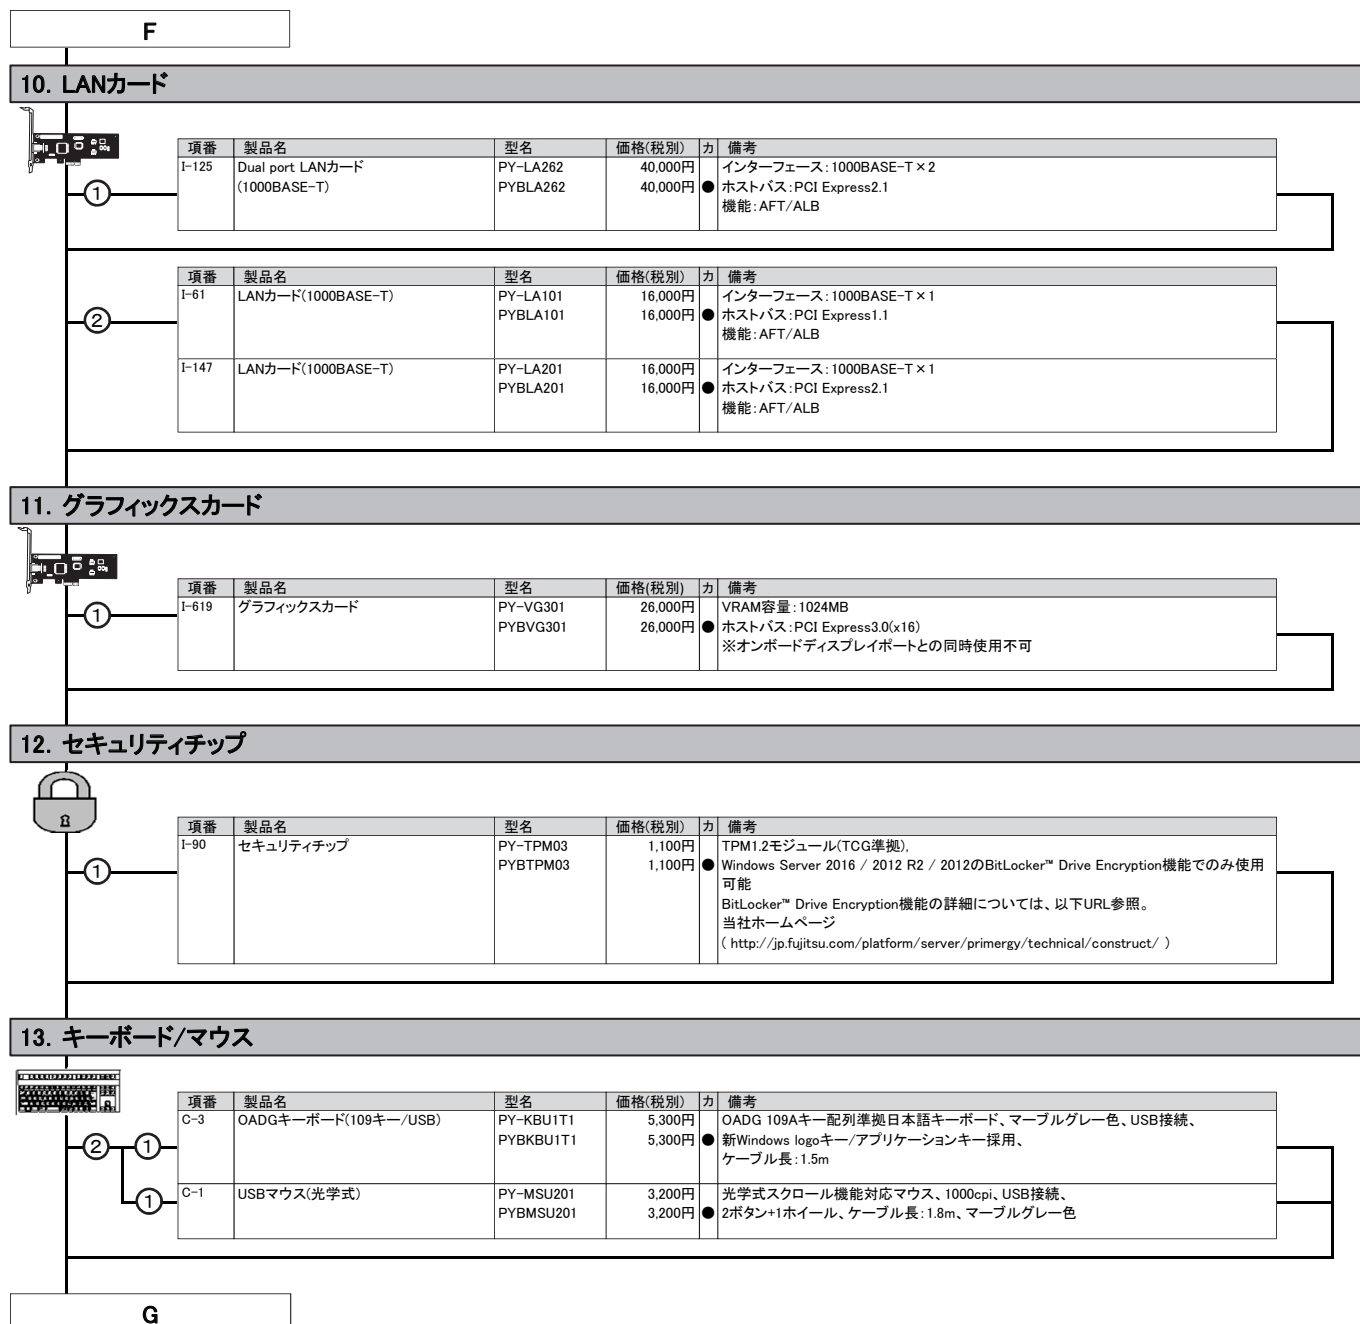 F
10. LANカード
項番 製品名 型名 価格(税別) カ 備考
I-125 Dual port LANカード PY-LA262 40,000円 インターフェース：1000BASE-T×2
① (1000BASE-T) PYBLA262 40,000円 ● ホストバス：PCI Express2.1
機能：AFT/ALB
項番 製品名 型名 価格(税別) カ 備考
I-61 LANカード(1000BASE-T) PY-LA101 16,000円 インターフェース：1000BASE-T×1
② PYBLA101 16,000円 ● ホストバス：PCI Express1.1
機能：AFT/ALB
I-147 LANカード(1000BASE-T) PY-LA201 16,000円 インターフェース：1000BASE-T×1
PYBLA201 16,000円 ● ホストバス：PCI Express2.1
機能：AFT/ALB
11. グラフィックスカード
項番 製品名 型名 価格(税別) カ 備考
I-619 グラフィックスカード PY-VG301 26,000円 VRAM容量：1024MB
① PYBVG301 26,000円 ● ホストバス：PCI Express3.0(x16)
※オンボードディスプレイポートとの同時使用不可
12. セキュリティチップ
項番 製品名 型名 価格(税別) カ 備考
I-90 セキュリティチップ PY-TPM03 1,100円 TPM1.2モジュール(TCG準拠),
① PYBTPM03 1,100円 ● Windows Server 2016 / 2012 R2 / 2012のBitLocker™ Drive Encryption機能でのみ使用
可能
BitLocker™ Drive Encryption機能の詳細については、以下URL参照。
当社ホームページ
( http://jp.fujitsu.com/platform/server/primergy/technical/construct/ )
13. キーボード/マウス
項番 製品名 型名 価格(税別) カ 備考
C-3 OADGキーボード(109キー/USB) PY-KBU1T1 5,300円 OADG 109Aキー配列準拠日本語キーボード、マーブルグレー色、USB接続、
② ① PYBKBU1T1 5,300円 ● 新Windows logoキー/アプリケーションキー採用、
ケーブル長：1.5m
C-1 USBマウス(光学式) PY-MSU201 3,200円 光学式スクロール機能対応マウス、1000cpi、USB接続、
① PYBMSU201 3,200円 ● 2ボタン+1ホイール、ケーブル長：1.8m、マーブルグレー色
G